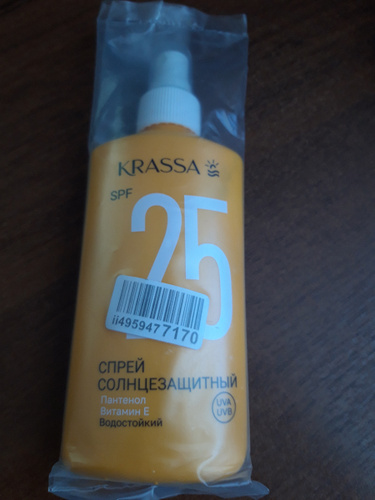 KRASSA
SPF
25
ii4959477170
СПРЕЙ
СОЛНЦЕЗАЩИТНЫЙ
Пантенол
Витамин Е
Водостойкий
UVA
UVB